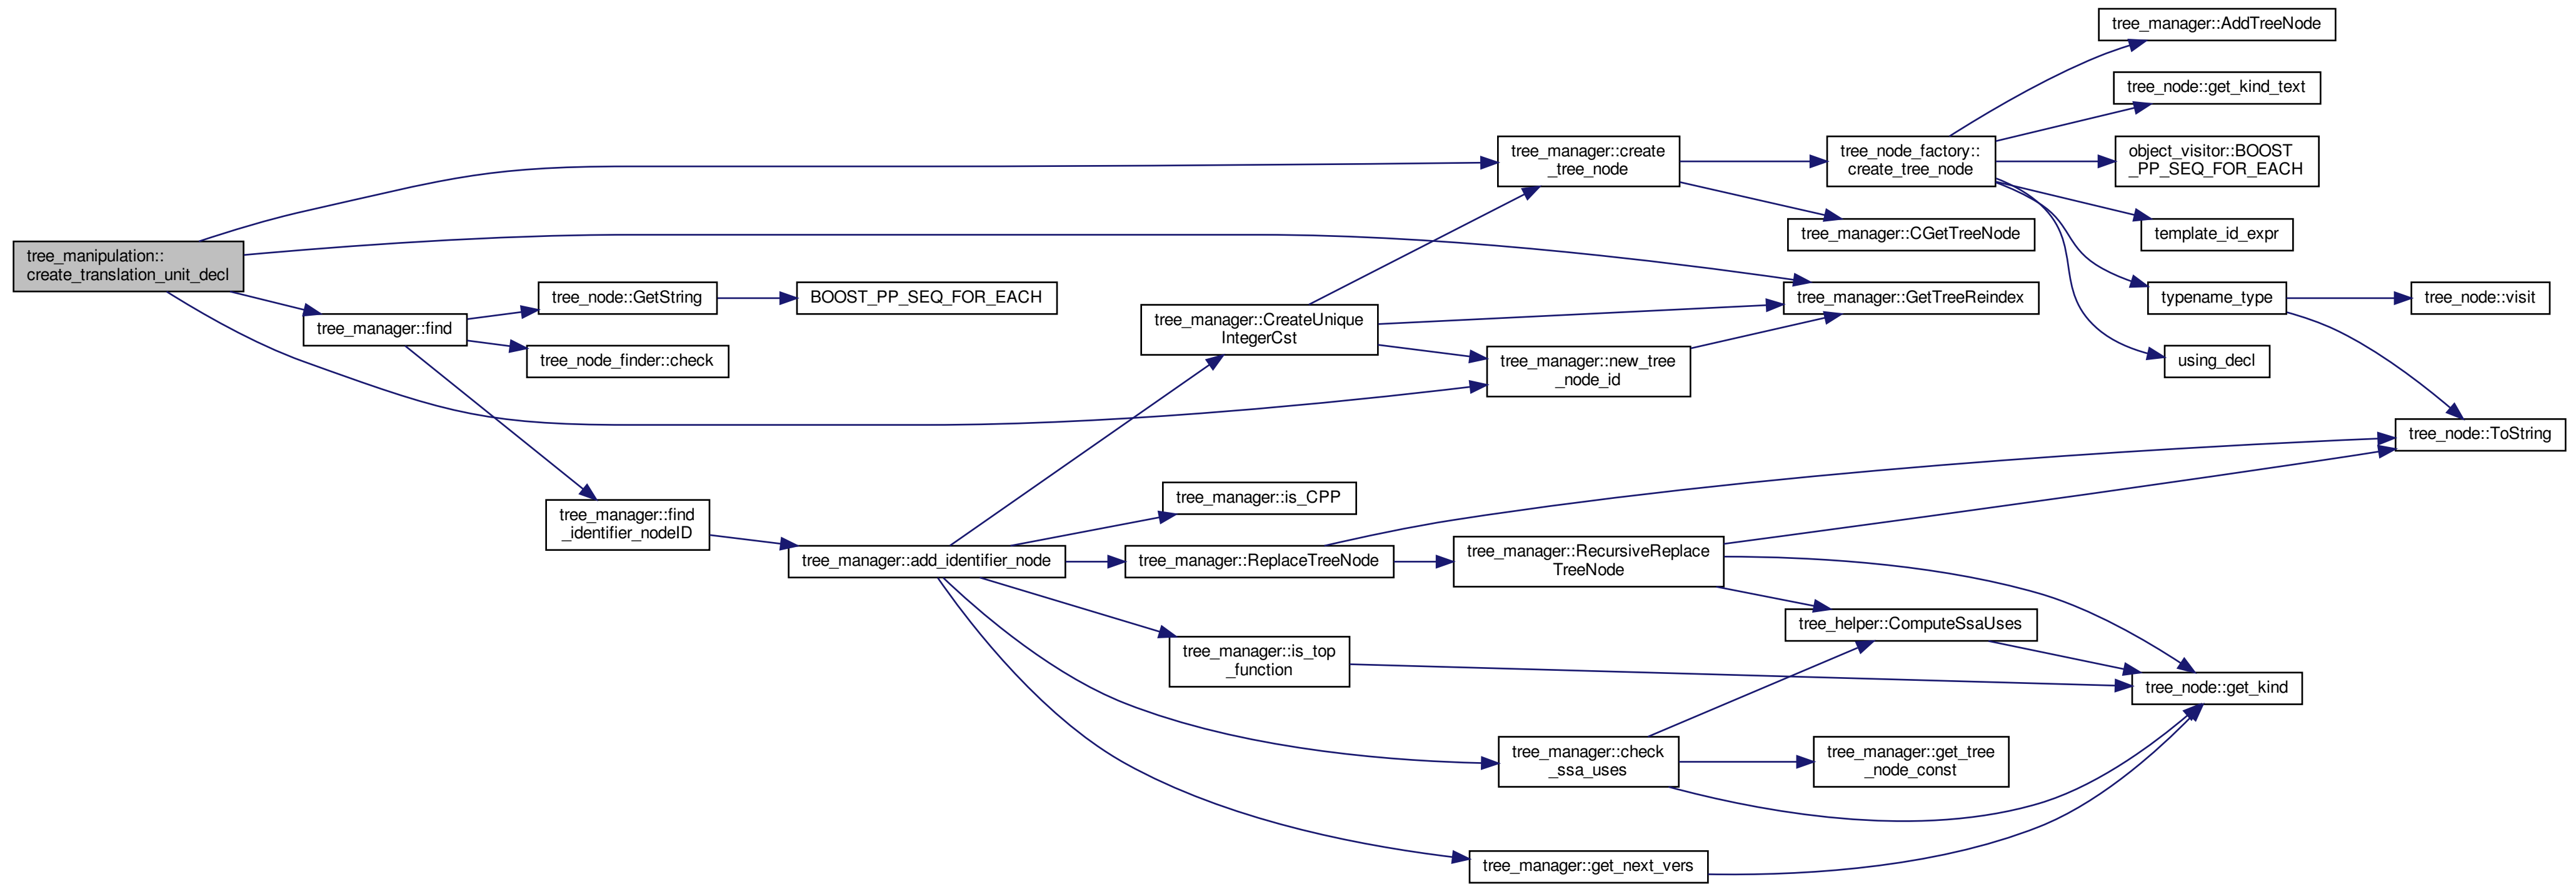 tree_manipulation::
create_translation_unit_decl
tree_manager::find
tree_node::GetString
BOOST_PP_SEQ_FOR_EACH
tree_node_finder::check
tree_manager::find
_identifier_nodeID
tree_manager::add_identifier_node
tree_manager::CreateUnique
IntegerCst
tree_manager::is_CPP
tree_manager::ReplaceTreeNode
tree_manager::is_top
_function
tree_manager::create
_tree_node
tree_manager::new_tree
_node_id
tree_manager::RecursiveReplace
TreeNode
tree_manager::check
_ssa_uses
tree_manager::get_next_vers
tree_node_factory::
create_tree_node
tree_manager::CGetTreeNode
tree_manager::GetTreeReindex
tree_helper::ComputeSsaUses
tree_manager::get_tree
_node_const
tree_manager::AddTreeNode
tree_node::get_kind_text
object_visitor::BOOST
_PP_SEQ_FOR_EACH
template_id_expr
typename_type
using_decl
tree_node::visit
tree_node::ToString
tree_node::get_kind